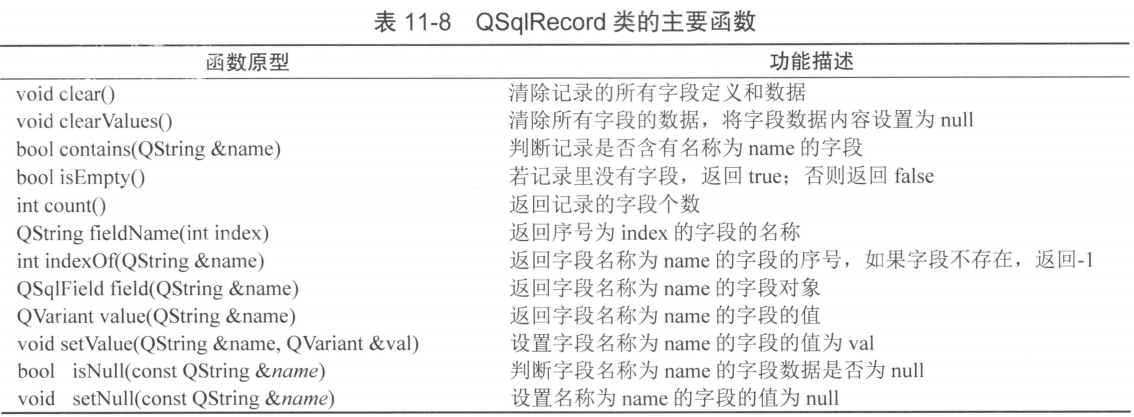 表 11-8 QSqlRecord 类的主要函数
函数原型 功能描述
void clear() 清除记录的所有字段定义和数据
void clearValues() 清除所有字段的数据，将字段数据内容设置为 null
bool contains(QString &name) 判断记录是否含有名称为 name 的字段
bool isEmpty() 若记录里没有字段，返回 true；否则返回 false
int count() 返回记录的字段个数
QString fieldName(int index) 返回序号为 index 的字段的名称
int indexOf(QString &name) 返回字段名称为 name 的字段的序号，如果字段不存在，返回-1
QSqlField field(QString &name) 返回字段名称为 name 的字段对象
QVariant value(QString &name) 返回字段名称为 name 的字段的值
void setValue(QString &name, QVariant &val) 设置字段名称为 name 的字段的值为 val
bool isNull(const QString &name) 判断字段名称为 name 的字段数据是否为 null
void setNull(const QString &name) 设置名称为 name 的字段的值为 null